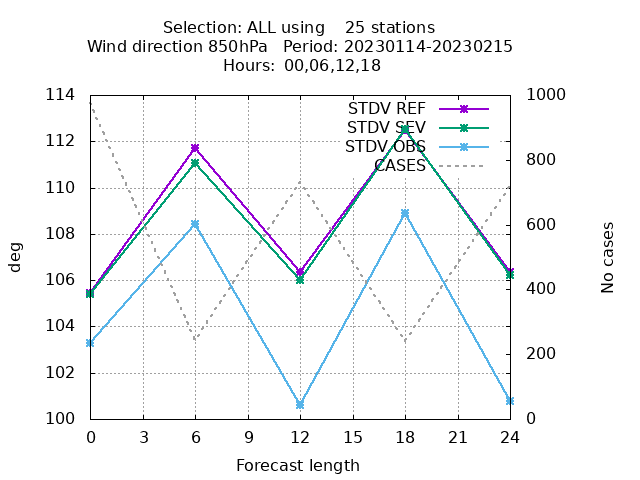 Selection: ALL using    25 stations
Wind direction 850hPa   Period: 20230114-20230215
Hours: 00,06,12,18
STDV REF
STDV SEV
STDV OBS
CASES
deg
114
112
110
108
106
104
102
100
1000
800
600
400
200
0
No cases
0 3 6 9 12 15 18 21 24
Forecast length